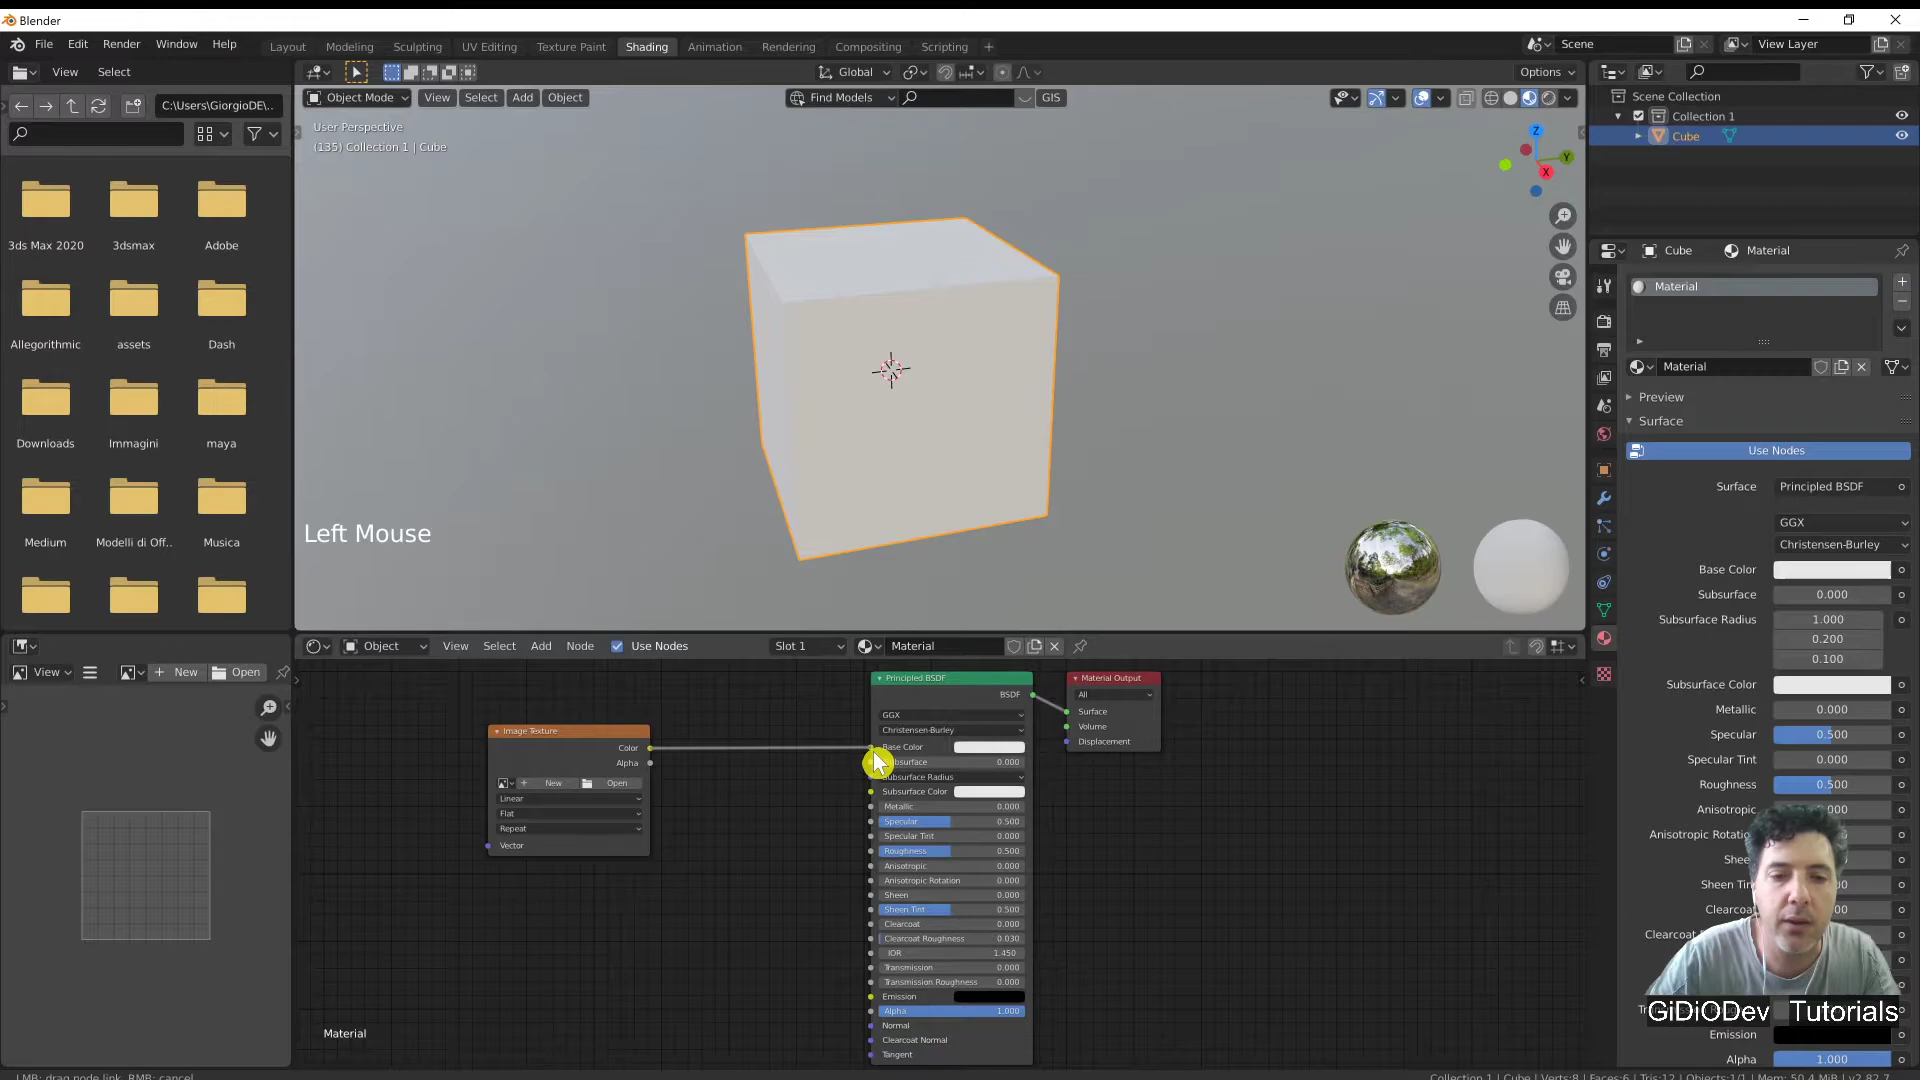 Blender
File Edit Render Window Help
Layout Modeling Sculpting UV Editing Texture Paint Shading Animation Rendering Compositing Scripting
Scene
View Layer
View Select
Global
Options
C:\Users\GiorgioDE\..
Object Mode View Select Add Object
Find Models
GIS
User Perspective
(135) Collection 1 | Cube
Z
Y
X
Scene Collection
Collection 1
Cube
3ds Max 2020
3dsmax
Adobe
Allegorithmic
assets
Dash
Downloads
Immagini
maya
Medium
Modelli di Off..
Musica
Left Mouse
Cube Material
Material
Material
Preview
Surface
Use Nodes
Surface Principled BSDF
GGX
Christensen-Burley
Base Color
Subsurface 0.000
Subsurface Radius 1.000
0.200
0.100
Subsurface Color
Metallic 0.000
Specular 0.500
Specular Tint 0.000
Roughness 0.500
Anisotropic
Emission
Alpha 1.000
GiDiODev Tutorials
View New Open
Object View Select Add Node Use Nodes Slot 1 Material
Image Texture
Color
Alpha
New Open
Linear
Flat
Repeat
Vector
Principled BSDF
BSDF
GGX
Christensen-Burley
Base Color
0.000
Subsurface Radius
Subsurface Color
Metallic 0.000
Specular 0.500
Specular Tint 0.000
Roughness 0.500
Anisotropic 0.000
Anisotropic Rotation 0.000
Sheen 0.000
Sheen Tint 0.500
Clearcoat 0.000
Clearcoat Roughness 0.030
IOR 1.450
Transmission 0.000
Transmission Roughness 0.000
Emission
Alpha 1.000
Normal
Clearcoat Normal
Tangent
Material Output
All
Surface
Volume
Displacement
Material
LMB: drag node link, RMB: cancel
Collection 1 | Cube | Verts:8 | Faces:6 | Tris:12 | Objects:1/1 | Mem: 50.4 MiB | v2.82.7